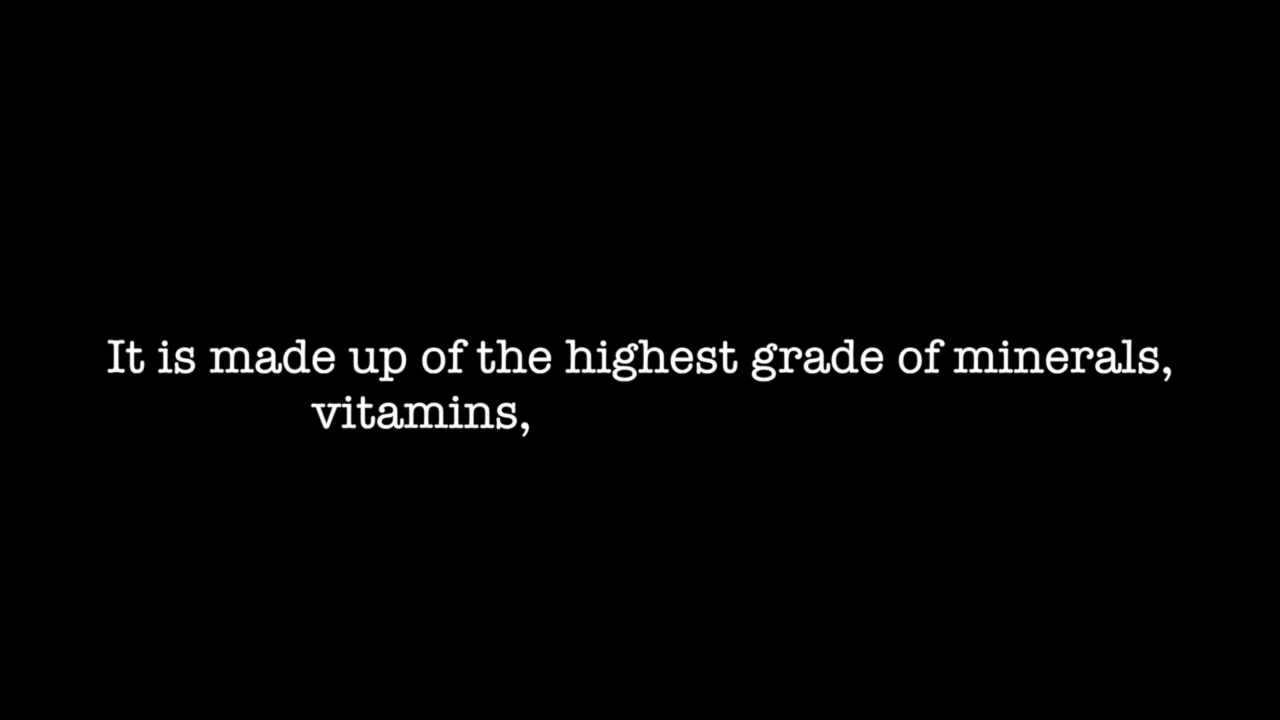 It is made up of the highest grade of minerals,
vitamins,